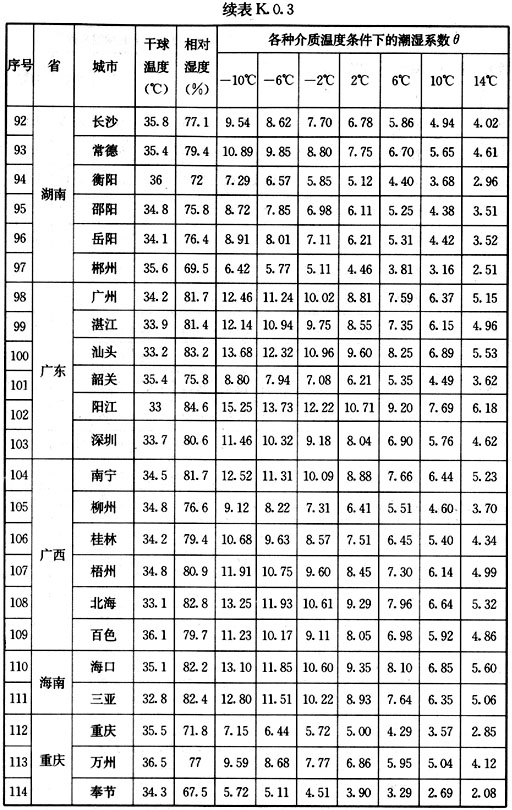 续表 K.0.3
序号 省 城市 干球温度(℃) 相对湿度(%) 各种介质温度条件下的潮湿系数θ
−10℃ −6℃ −2℃ 2℃ 6℃ 10℃ 14℃
92 湖南 长沙 35.8 77.1 9.54 8.62 7.70 6.78 5.86 4.94 4.02
93 常德 35.4 79.4 10.89 9.85 8.80 7.75 6.70 5.65 4.61
94 衡阳 36 72 7.29 6.57 5.85 5.12 4.40 3.68 2.96
95 邵阳 34.8 75.8 8.72 7.85 6.98 6.11 5.25 4.38 3.51
96 岳阳 34.1 76.4 8.91 8.01 7.11 6.21 5.31 4.42 3.52
97 郴州 35.6 69.5 6.42 5.77 5.11 4.46 3.81 3.16 2.51
98 广东 广州 34.2 81.7 12.46 11.24 10.02 8.81 7.59 6.37 5.15
99 湛江 33.9 81.4 12.14 10.94 9.75 8.55 7.35 6.15 4.96
100 汕头 33.2 83.2 13.68 12.32 10.96 9.60 8.25 6.89 5.53
101 韶关 35.4 75.8 8.80 7.94 7.08 6.21 5.35 4.49 3.62
102 阳江 33 84.6 15.25 13.73 12.22 10.71 9.20 7.69 6.18
103 深圳 33.7 80.6 11.46 10.32 9.18 8.04 6.90 5.76 4.62
104 广西 南宁 34.5 81.7 12.52 11.31 10.09 8.88 7.66 6.44 5.23
105 柳州 34.8 76.6 9.12 8.22 7.31 6.41 5.51 4.60 3.70
106 桂林 34.2 79.4 10.68 9.63 8.57 7.51 6.45 5.40 4.34
107 梧州 34.8 80.9 11.91 10.75 9.60 8.45 7.30 6.14 4.99
108 北海 33.1 82.8 13.25 11.93 10.61 9.29 7.96 6.64 5.32
109 百色 36.1 79.7 11.23 10.17 9.11 8.05 6.98 5.92 4.86
110 海南 海口 35.1 82.2 13.10 11.85 10.60 9.35 8.10 6.85 5.60
111 三亚 32.8 82.4 12.80 11.51 10.22 8.93 7.64 6.35 5.06
112 重庆 重庆 35.5 71.8 7.15 6.44 5.72 5.00 4.29 3.57 2.85
113 万州 36.5 77 9.59 8.68 7.77 6.86 5.95 5.04 4.12
114 奉节 34.3 67.5 5.72 5.11 4.51 3.90 3.29 2.69 2.08